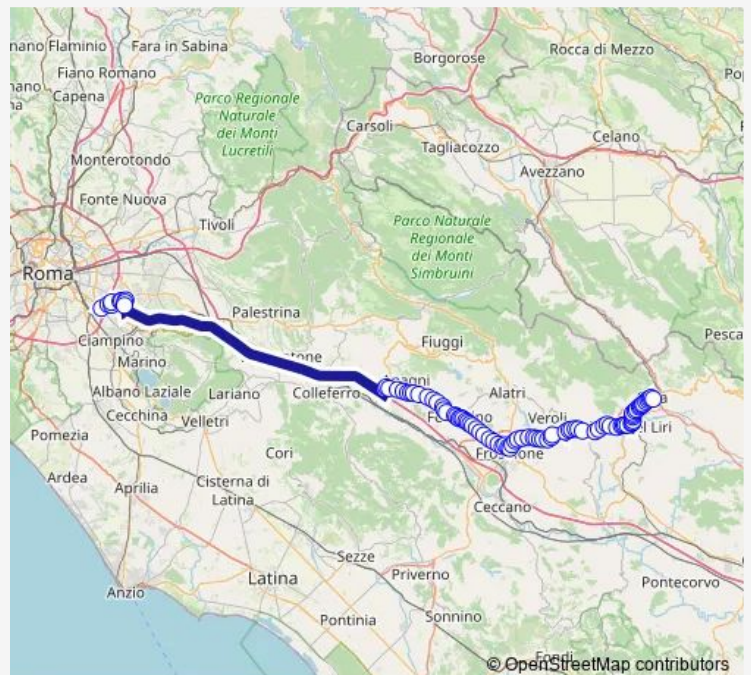 Fara in Sabina
Borgorose
Rocca di Mezzo
Fiano Romano
Capena
Parco Regionale
Naturale
dei Monti
Lucretili
Carsoli
Celano
Tagliacozzo
Avezzano
Monterotondo
Fonte Nuova
Tivoli
Parco Naturale
Regionale
dei Monti
Simbruini
Roma
Palestrina
Ciampino
Marino
Fiuggi
Colleferro
Albano Laziale
Lariano
Alatri
Cecchina
Velletri
Veroli
Pomezia
Cori
Ardea
Aprilia
Cisterna di
Latina
Ceccano
Sezze
Anzio
Latina
Priverno
Pontecorvo
Pontinia
Sonnino
© OpenStreetMap contributors